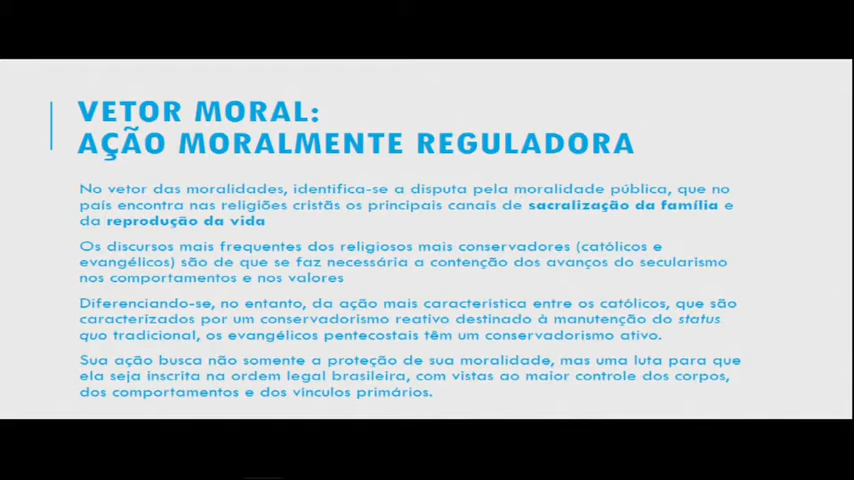 VETOR MORAL:
AÇÃO MORALMENTE REGULADORA
No vetor das moralidades, identifica-se a disputa pela moralidade pública, que no
país encontra nas religiões cristãs os principais canais de sacralização da família e
da reprodução da vida
Os discursos mais frequentes dos religiosos mais conservadores (católicos e
evangélicos) são de que se faz necessária a contenção dos avanços do secularismo
nos comportamentos e nos valores
Diferenciando-se, no entanto, da ação mais característica entre os católicos, que são
caracterizados por um conservadorismo reativo destinado à manutenção do status
quo tradicional, os evangélicos pentecostais têm um conservadorismo ativo.
Sua ação busca não somente a proteção de sua moralidade, mas uma luta para que
ela seja inscrita na ordem legal brasileira, com vistas ao maior controle dos corpos,
dos comportamentos e dos vínculos primários.